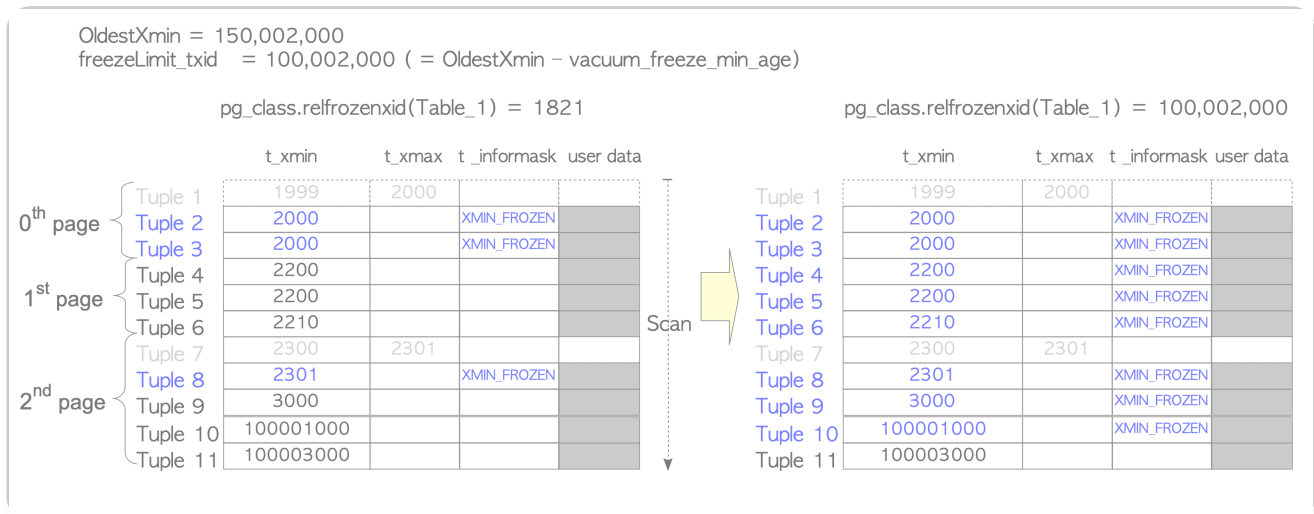 OldestXmin = 150,002,000
freezeLimit_txid = 100,002,000 ( = OldestXmin − vacuum_freeze_min_age)
pg_class.relfrozenxid(Table_1) = 1821
t_xmin t_xmax t _informask user data
0th page
Tuple 1 1999 2000
Tuple 2 2000 XMIN_FROZEN
Tuple 3 2000 XMIN_FROZEN
1st page
Tuple 4 2200
Tuple 5 2200
Tuple 6 2210
2nd page
Tuple 7 2300 2301
Tuple 8 2301 XMIN_FROZEN
Tuple 9 3000
Tuple 10 100001000
Tuple 11 100003000
Scan
pg_class.relfrozenxid(Table_1) = 100,002,000
t_xmin t_xmax t _informask user data
Tuple 1 1999 2000
Tuple 2 2000 XMIN_FROZEN
Tuple 3 2000 XMIN_FROZEN
Tuple 4 2200 XMIN_FROZEN
Tuple 5 2200 XMIN_FROZEN
Tuple 6 2210 XMIN_FROZEN
Tuple 7 2300 2301
Tuple 8 2301 XMIN_FROZEN
Tuple 9 3000 XMIN_FROZEN
Tuple 10 100001000 XMIN_FROZEN
Tuple 11 100003000